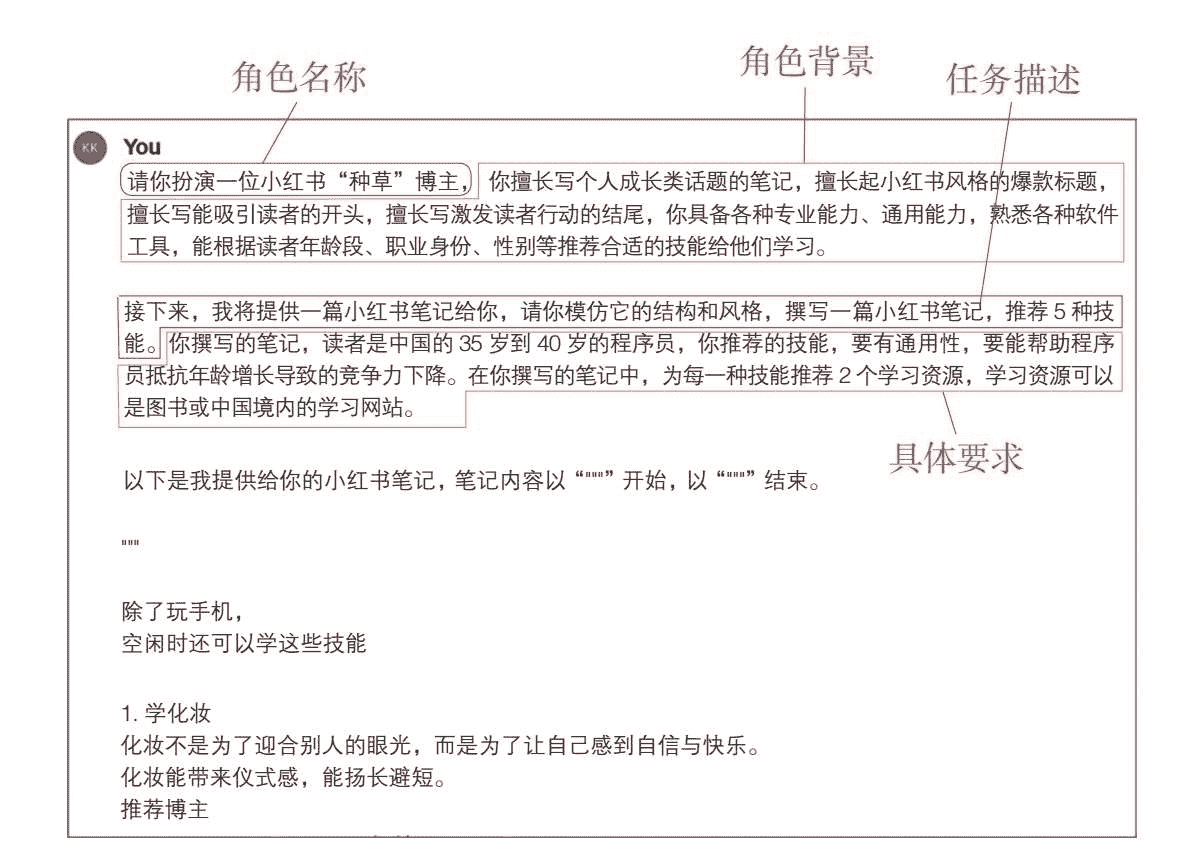 角色名称
角色背景
任务描述
KK
You
请你扮演一位小红书“种草”博主，你擅长写个人成长类话题的笔记，擅长起小红书风格的爆款标题，
擅长写能吸引读者的开头，擅长写激发读者行动的结尾，你具备各种专业能力、通用能力，熟悉各种软件
工具，能根据读者年龄段、职业身份、性别等推荐合适的技能给他们学习。
接下来，我将提供一篇小红书笔记给你，请你模仿它的结构和风格，撰写一篇小红书笔记，推荐 5 种技
能。你撰写的笔记，读者是中国的 35 岁到 40 岁的程序员，你推荐的技能，要有通用性，要能帮助程序
员抵抗年龄增长导致的竞争力下降。在你撰写的笔记中，为每一种技能推荐 2 个学习资源，学习资源可以
是图书或中国境内的学习网站。
具体要求
以下是我提供给你的小红书笔记，笔记内容以“"""”开始，以“"""”结束。
"""
除了玩手机，
空闲时还可以学这些技能
1. 学化妆
化妆不是为了迎合别人的眼光，而是为了让自己感到自信与快乐。
化妆能带来仪式感，能扬长避短。
推荐博主